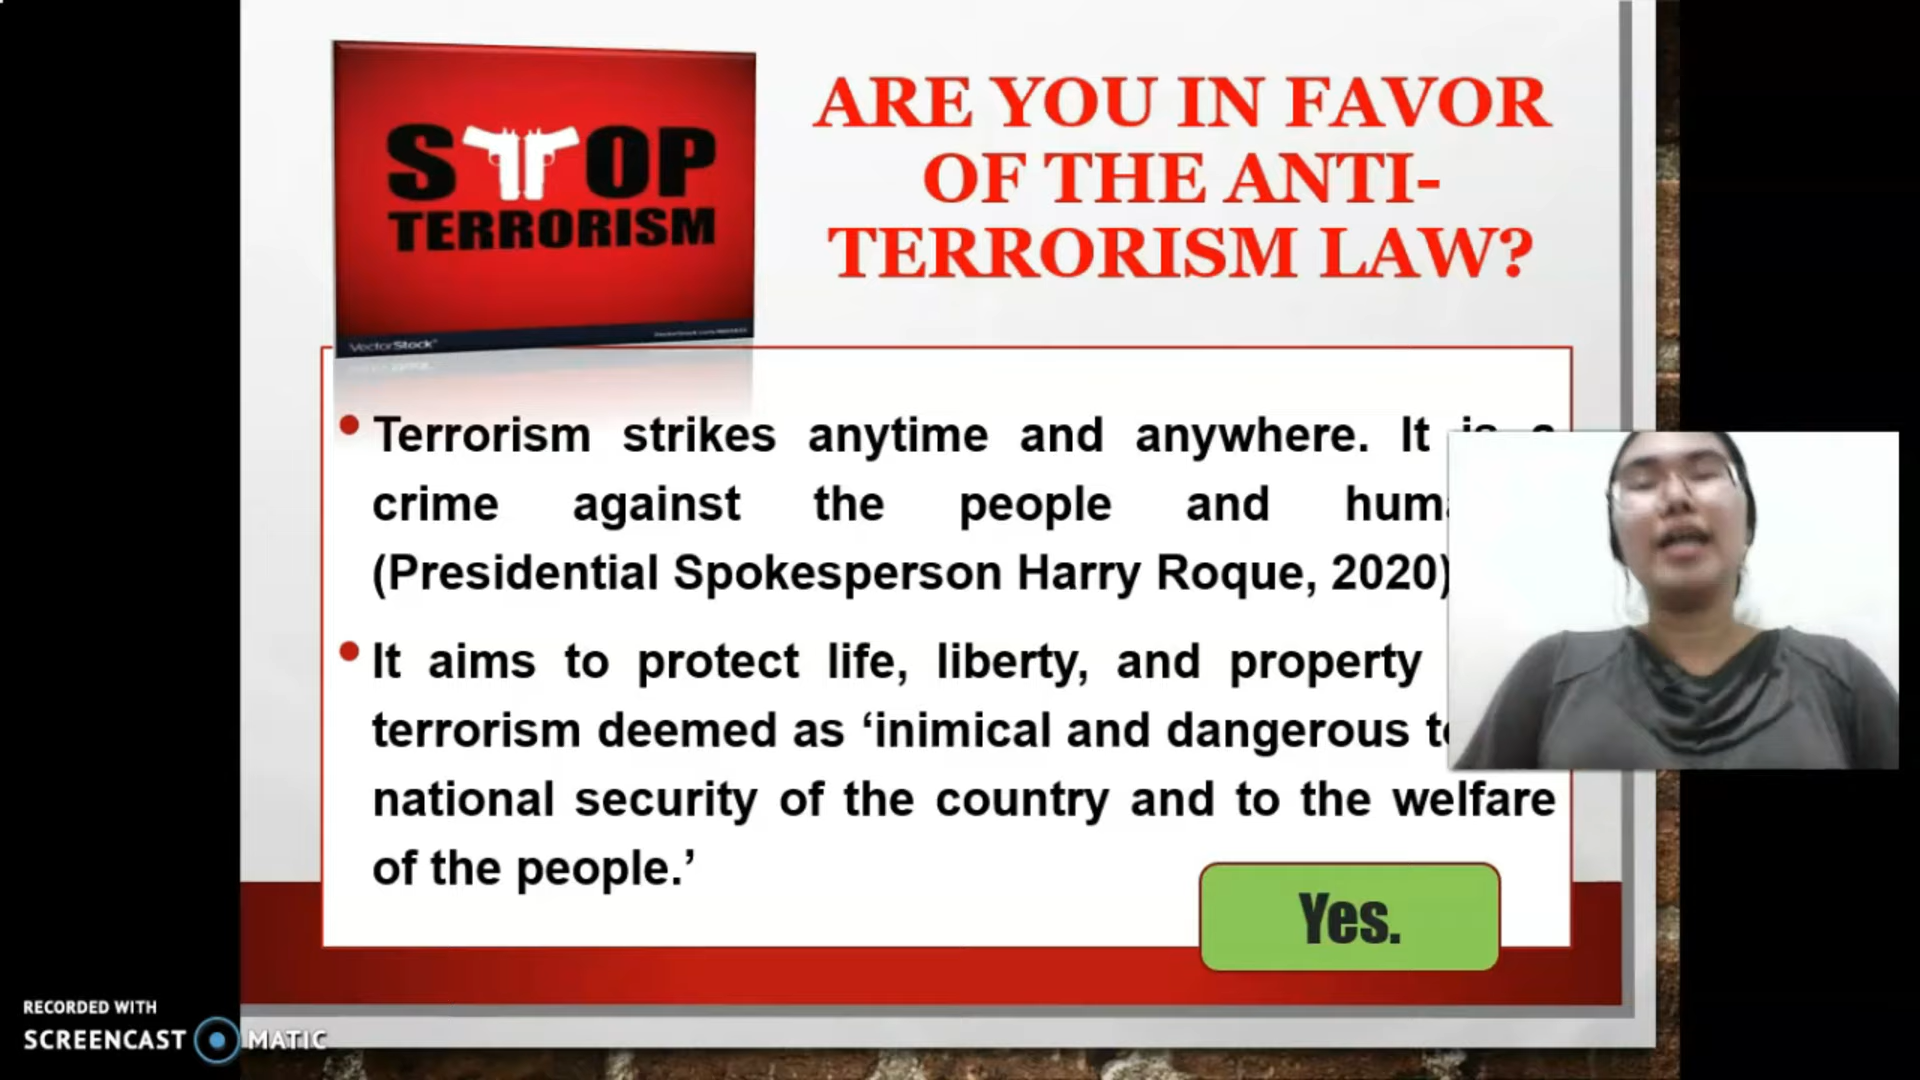 STOP
TERRORISM
VectorStock
ARE YOU IN FAVOR
OF THE ANTI-
TERRORISM LAW?
Terrorism strikes anytime and anywhere. It is a
crime against the people and
(Presidential Spokesperson Harry Roque, 2020)
It aims to protect life, liberty, and property
terrorism deemed as ‘inimical and dangerous
national security of the country and to the welfare
of the people.’
Yes.
RECORDED WITH
SCREENCAST MATIC